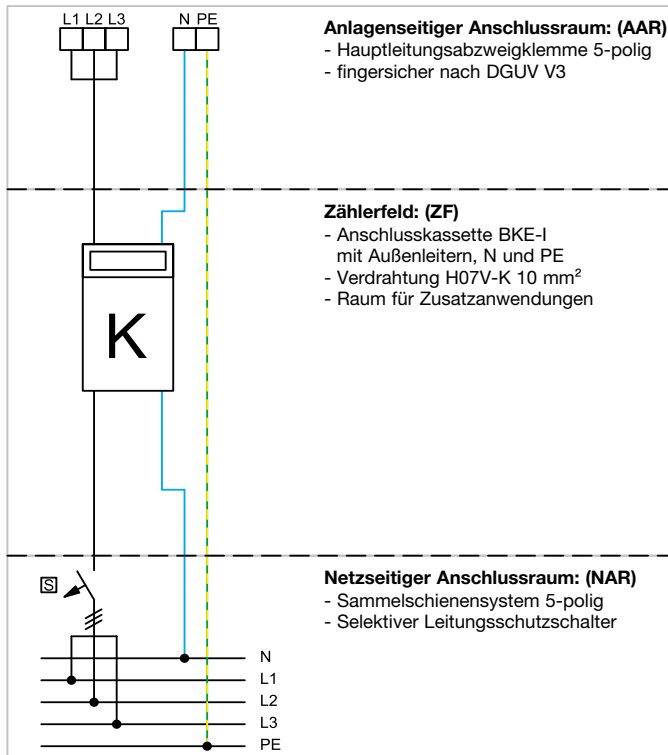 L1 L2 L3 N PE
Anlagenseitiger Anschlussraum: (AAR)
- Hauptleitungsabzweigklemme 5-polig
- fingersicher nach DGUV V3
Zählerfeld: (ZF)
- Anschlusskassette BKE-I
mit Außenleitern, N und PE
- Verdrahtung H07V-K 10 mm²
- Raum für Zusatzanwendungen
K
Netzseitiger Anschlussraum: (NAR)
- Sammelschienensystem 5-polig
- Selektiver Leitungsschutzschalter
S
N
L1
L2
L3
PE